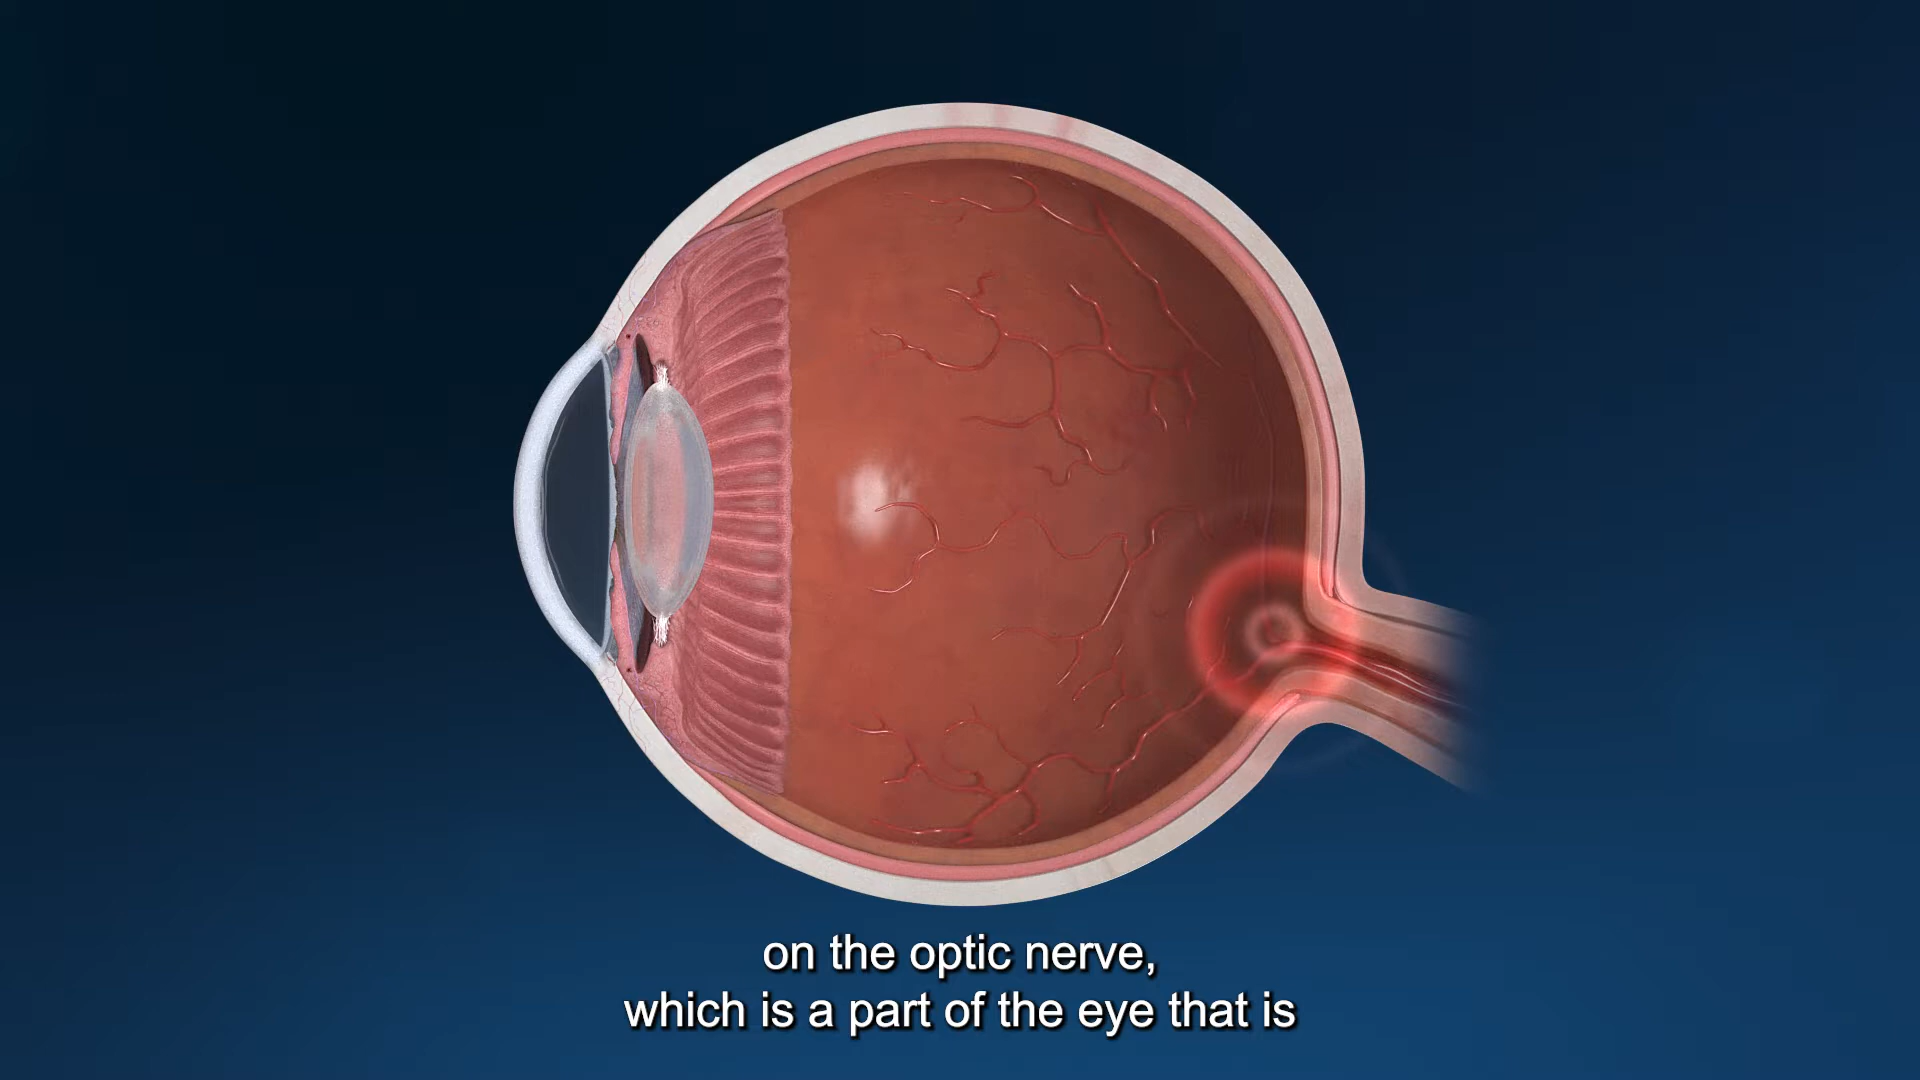 on the optic nerve,
which is a part of the eye that is